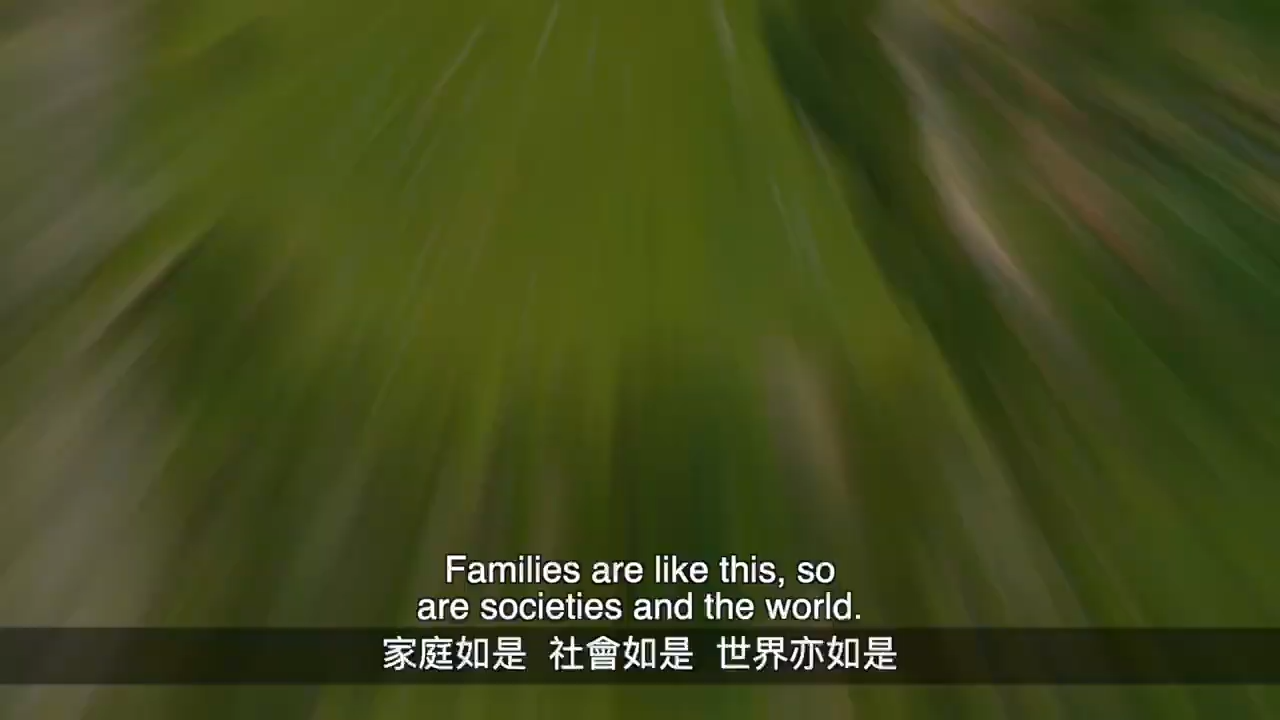 Families are like this, so
are societies and the world.
家庭如是 社會如是 世界亦如是